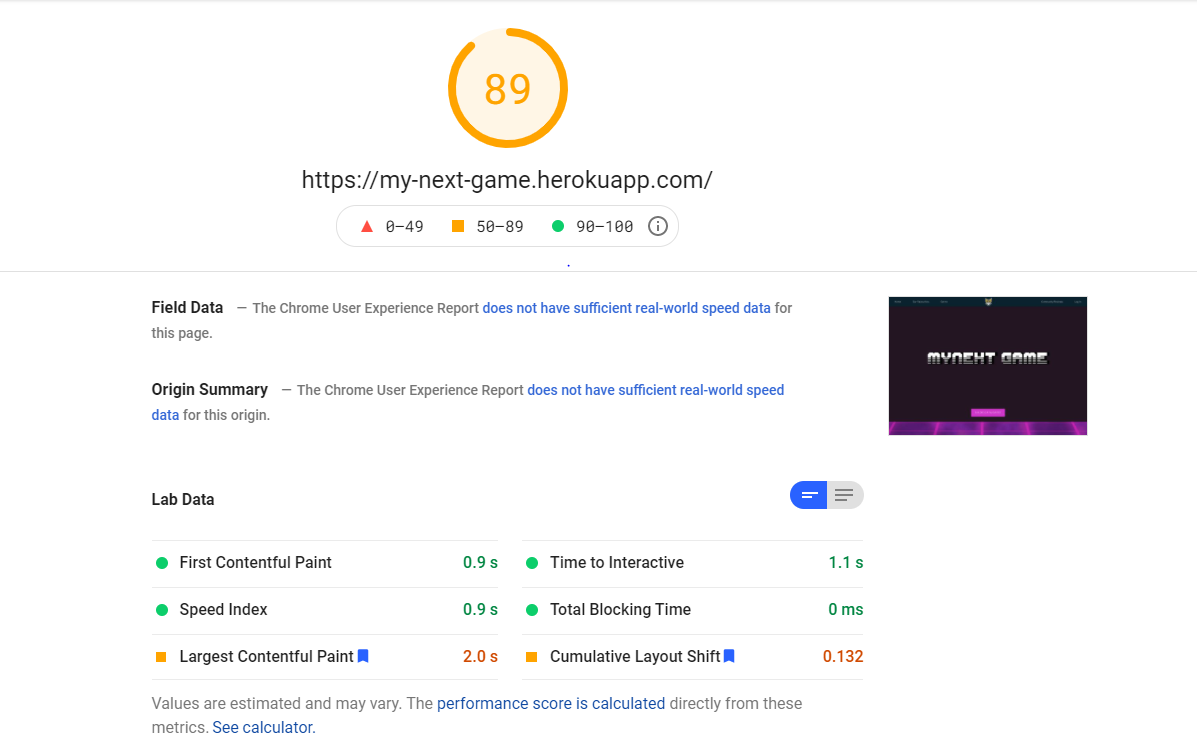 89
https://my-next-game.herokuapp.com/
0–49 50–89 90–100
Field Data — The Chrome User Experience Report does not have sufficient real-world speed data for
this page.
MYNEXT GAME
Origin Summary — The Chrome User Experience Report does not have sufficient real-world speed
data for this origin.
Lab Data
First Contentful Paint 0.9 s
Time to Interactive 1.1 s
Speed Index 0.9 s
Total Blocking Time 0 ms
Largest Contentful Paint 2.0 s
Cumulative Layout Shift 0.132
Values are estimated and may vary. The performance score is calculated directly from these
metrics. See calculator.